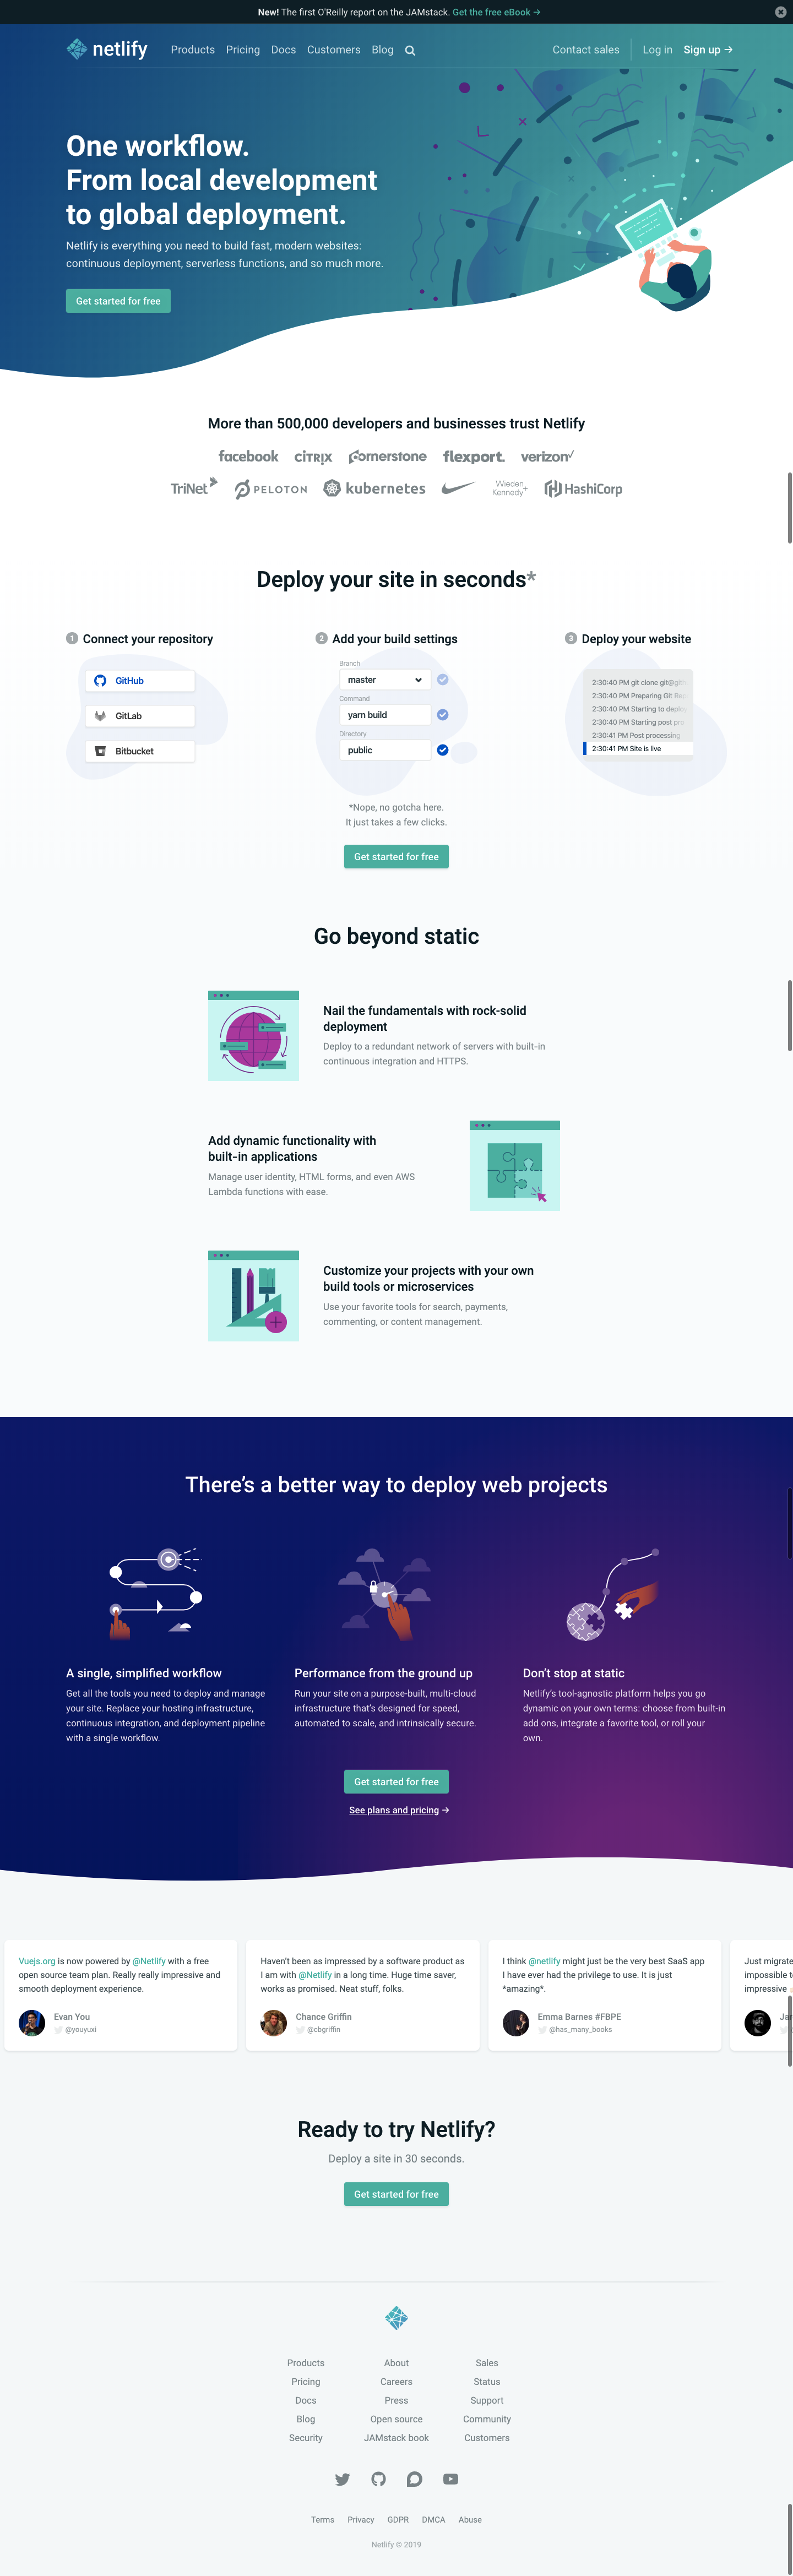 New! The first O'Reilly report on the JAMstack. Get the free eBook →
netlify
Products Pricing Docs Customers Blog
Contact sales Log in Sign up →
One workflow.
From local development
to global deployment.
Netlify is everything you need to build fast, modern websites:
continuous deployment, serverless functions, and so much more.
Get started for free
More than 500,000 developers and businesses trust Netlify
facebook CiTRIX Cornerstone flexport. verizon✓
TriNet PELOTON kubernetes Wieden Kennedy+ HashiCorp
Deploy your site in seconds*
1 Connect your repository
GitHub
GitLab
Bitbucket
2 Add your build settings
Branch
master
Command
yarn build
Directory
public
3 Deploy your website
2:30:40 PM git clone git@
2:30:40 PM Preparing Git
2:30:40 PM Starting to
2:30:40 PM Starting post
2:30:41 PM Post processing
2:30:41 PM Site is live
*Nope, no gotcha here.
It just takes a few clicks.
Get started for free
Go beyond static
Nail the fundamentals with rock-solid
deployment
Deploy to a redundant network of servers with built-in
continuous integration and HTTPS.
Add dynamic functionality with
built-in applications
Manage user identity, HTML forms, and even AWS
Lambda functions with ease.
Customize your projects with your own
build tools or microservices
Use your favorite tools for search, payments,
commenting, or content management.
There's a better way to deploy web projects
A single, simplified workflow
Get all the tools you need to deploy and manage
your site. Replace your hosting infrastructure,
continuous integration, and deployment pipeline
with a single workflow.
Performance from the ground up
Run your site on a purpose-built, multi-cloud
infrastructure that's designed for speed,
automated to scale, and intrinsically secure.
Don't stop at static
Netlify's tool-agnostic platform helps you go
dynamic on your own terms: choose from built-in
add ons, integrate a favorite tool, or roll your
own.
Get started for free
See plans and pricing →
Vuejs.org is now powered by @Netlify with a free
open source team plan. Really really impressive and
smooth deployment experience.
Evan You
@youyuxi
Haven't been as impressed by a software product as
I am with @Netlify in a long time. Huge time saver,
works as promised. Neat stuff, folks.
Chance Griffin
@cbgriffin
I think @netlify might just be the very best SaaS app
I have ever had the privilege to use. It is just
*amazing*.
Emma Barnes #FBPE
@has_many_books
Just migrate
impossible
impressive
Ready to try Netlify?
Deploy a site in 30 seconds.
Get started for free
Products About Sales
Pricing Careers Status
Docs Press Support
Blog Open source Community
Security JAMstack book Customers
Terms Privacy GDPR DMCA Abuse
Netlify © 2019